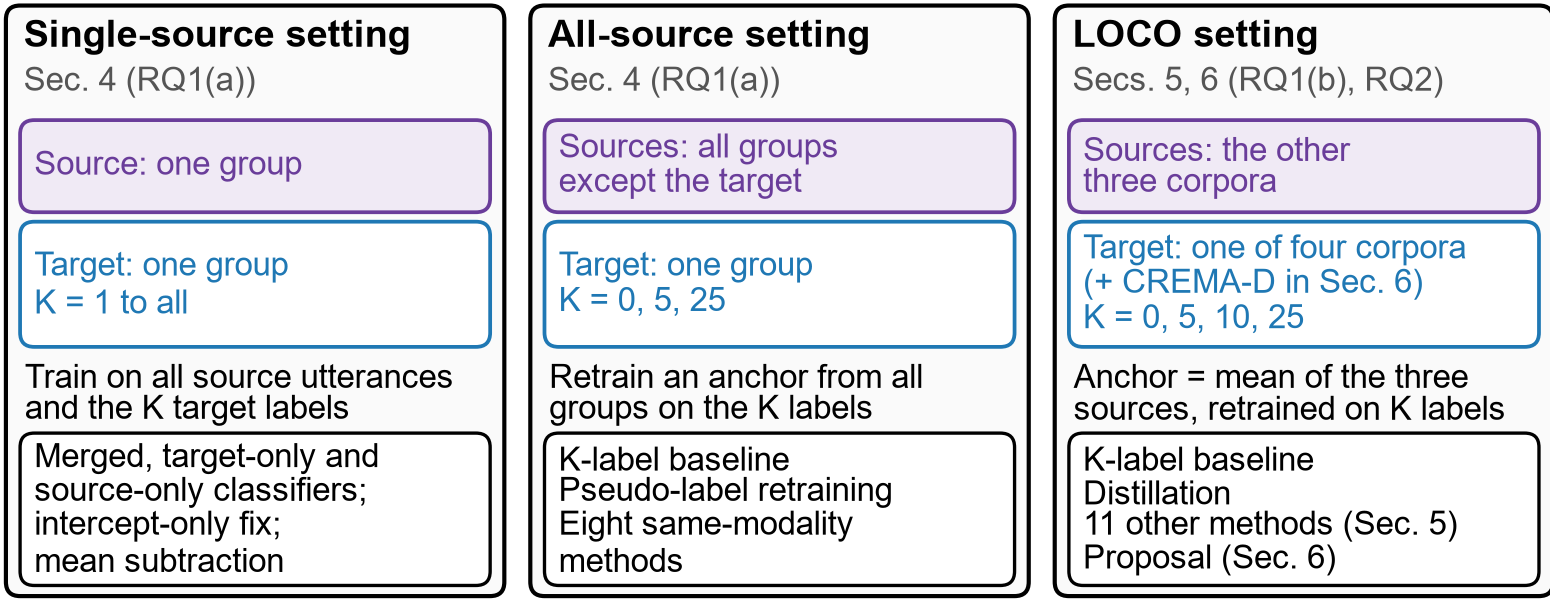 Single-source setting
Sec. 4 (RQ1(a))
Source: one group
Target: one group
K = 1 to all
Train on all source utterances
and the K target labels
Merged, target-only and
source-only classifiers;
intercept-only fix;
mean subtraction
All-source setting
Sec. 4 (RQ1(a))
Sources: all groups
except the target
Target: one group
K = 0, 5, 25
Retrain an anchor from all
groups on the K labels
K-label baseline
Pseudo-label retraining
Eight same-modality
methods
LOCO setting
Secs. 5, 6 (RQ1(b), RQ2)
Sources: the other
three corpora
Target: one of four corpora
(+ CREMA-D in Sec. 6)
K = 0, 5, 10, 25
Anchor = mean of the three
sources, retrained on K labels
K-label baseline
Distillation
11 other methods (Sec. 5)
Proposal (Sec. 6)